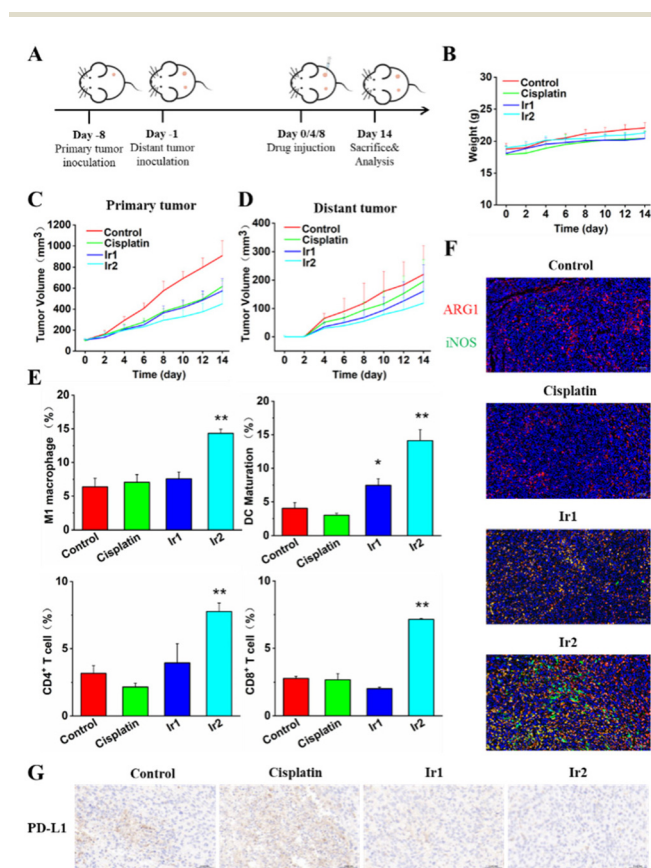 A
Day -8
Primary tumor
inoculation
Day -1
Distant tumor
inoculation
Day 0/4/8
Drug injection
Day 14
Sacrifice&
Analysis
B
Weight (g)
30
25
20
15
10
Control
Cisplatin
Ir1
Ir2
0 2 4 6 8 10 12 14
Time (day)
C
Primary tumor
Tumor Volume (mm3)
1200
1000
800
600
400
200
0
Control
Cisplatin
Ir1
Ir2
0 2 4 6 8 10 12 14
Time (day)
D
Distant tumor
Tumor Volume (mm3)
400
300
200
100
0
Control
Cisplatin
Ir1
Ir2
0 2 4 6 8 10 12 14
Time (day)
E
M1 macrophage (%)
15
10
5
0
**
Control Cisplatin Ir1 Ir2
DC Maturation (%)
20
15
10
5
0
*
**
Control Cisplatin Ir1 Ir2
CD4+ T cell (%)
10
5
0
**
Control Cisplatin Ir1 Ir2
CD8+ T cell (%)
10
5
0
**
Control Cisplatin Ir1 Ir2
F
ARG1
iNOS
Control
Cisplatin
Ir1
Ir2
G
PD-L1
Control Cisplatin Ir1 Ir2